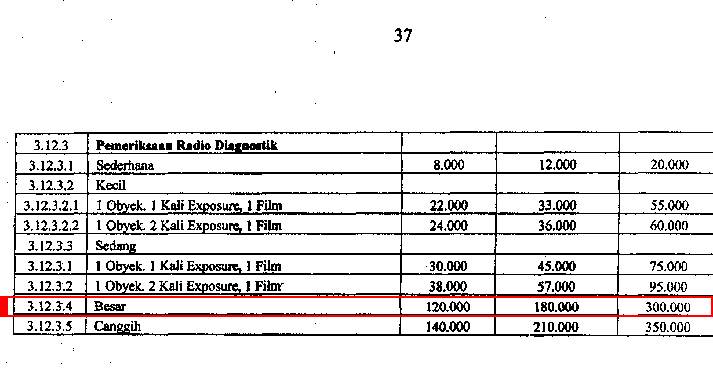 37
3.12.3 Pemeriksaan Radio Diagnostik
3.12.3.1 Sederhana 8.000 12.000 20.000
3.12.3.2 Kecil
3.12.3.2.1 1 Obyek. 1 Kali Exposure, 1 Film 22.000 33.000 55.000
3.12.3.2.2 1 Obyek. 2 Kali Exposure, 1 Film 24.000 36.000 60.000
3.12.3.3 Sedang
3.12.3.1 1 Obyek. 1 Kali Exposure, 1 Film 30.000 45.000 75.000
3.12.3.2 1 Obyek. 2 Kali Exposure, 1 Film 38.000 57.000 95.000
3.12.3.4 Besar 120.000 180.000 300.000
3.12.3.5 Canggih 140.000 210.000 350.000